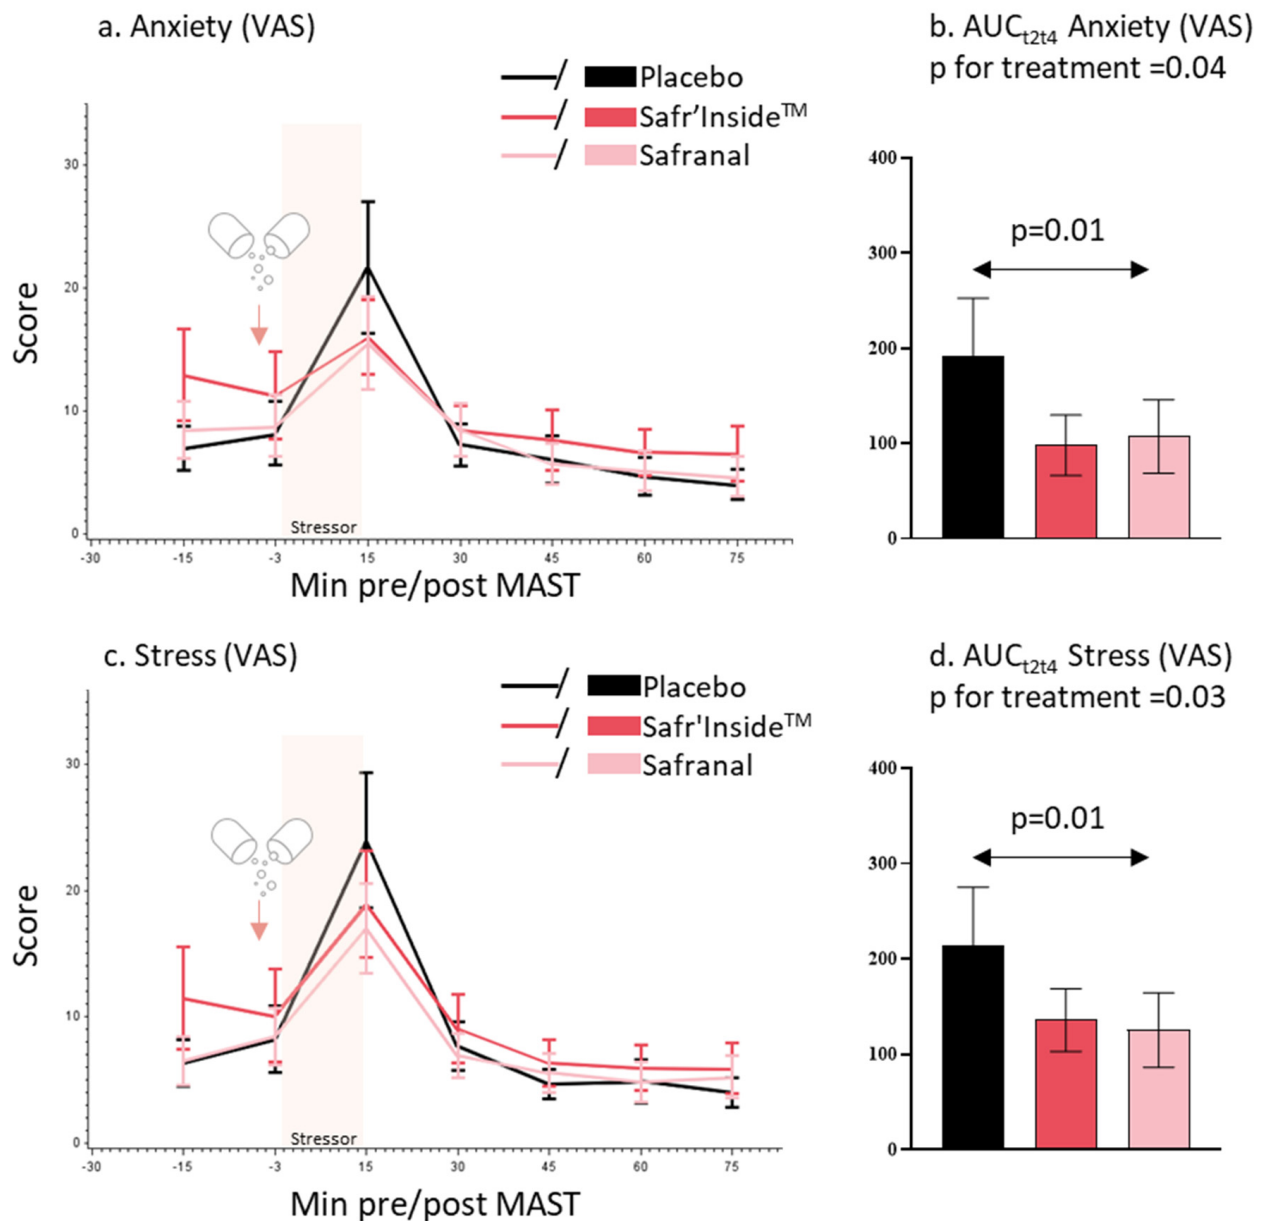 a. Anxiety (VAS)
Placebo
Safr’Inside™
Safranal
Score
30
20
10
0
Stressor
-30 -15 -3 15 30 45 60 75
Min pre/post MAST
b. AUCt2t4 Anxiety (VAS)
p for treatment =0.04
400
300
200
100
0
p=0.01
c. Stress (VAS)
Placebo
Safr'Inside™
Safranal
Score
30
20
10
0
Stressor
-30 -15 -3 15 30 45 60 75
Min pre/post MAST
d. AUCt2t4 Stress (VAS)
p for treatment =0.03
400
300
200
100
0
p=0.01